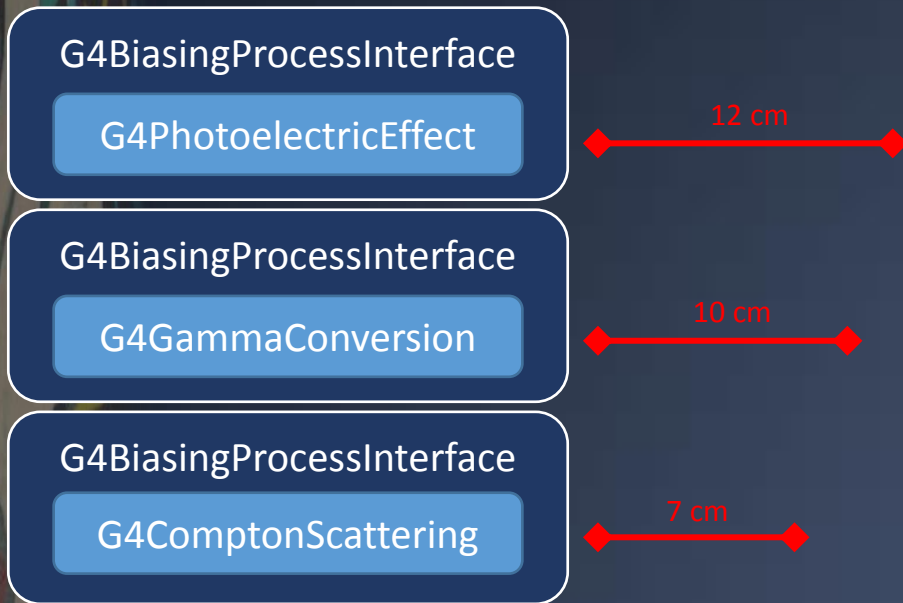 G4BiasingProcessInterface
G4PhotoelectricEffect
12 cm
G4BiasingProcessInterface
G4GammaConversion
10 cm
G4BiasingProcessInterface
G4ComptonScattering
7 cm